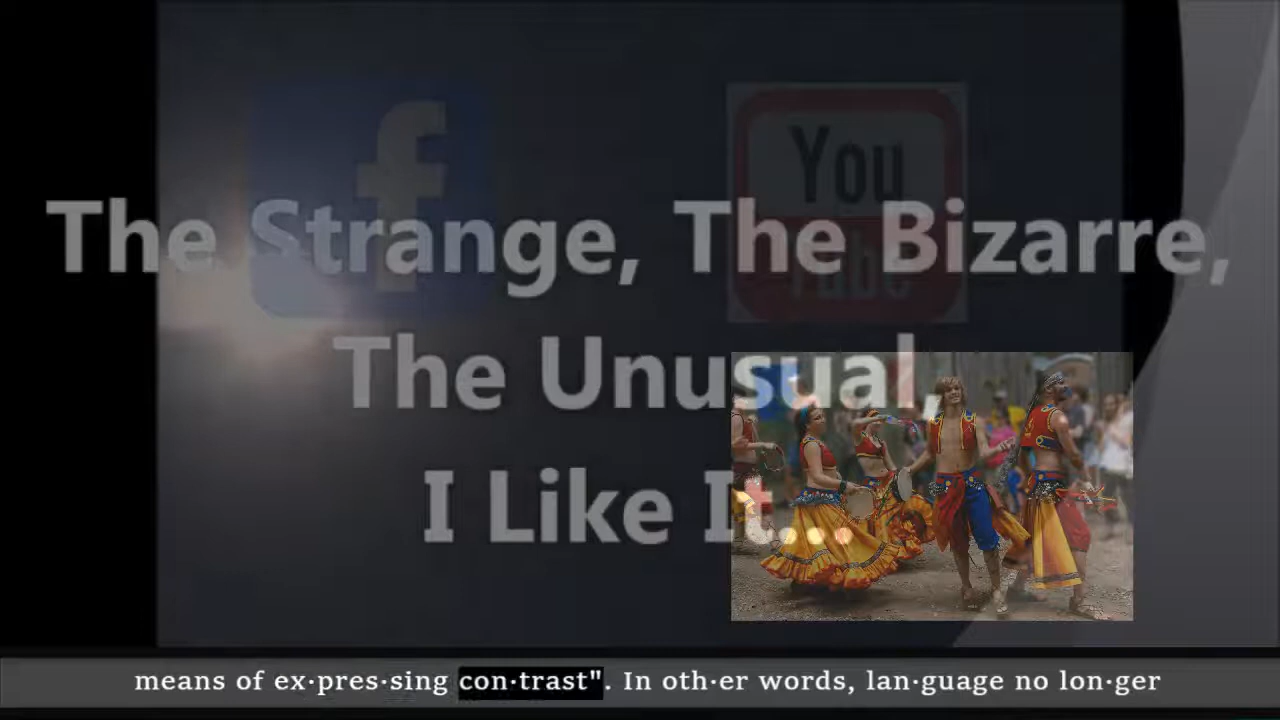 f
You
Tube
The Strange, The Bizarre,
The Unusual,
I Like It...
means of ex·pres·sing con·trast". In oth·er words, lan·guage no lon·ger